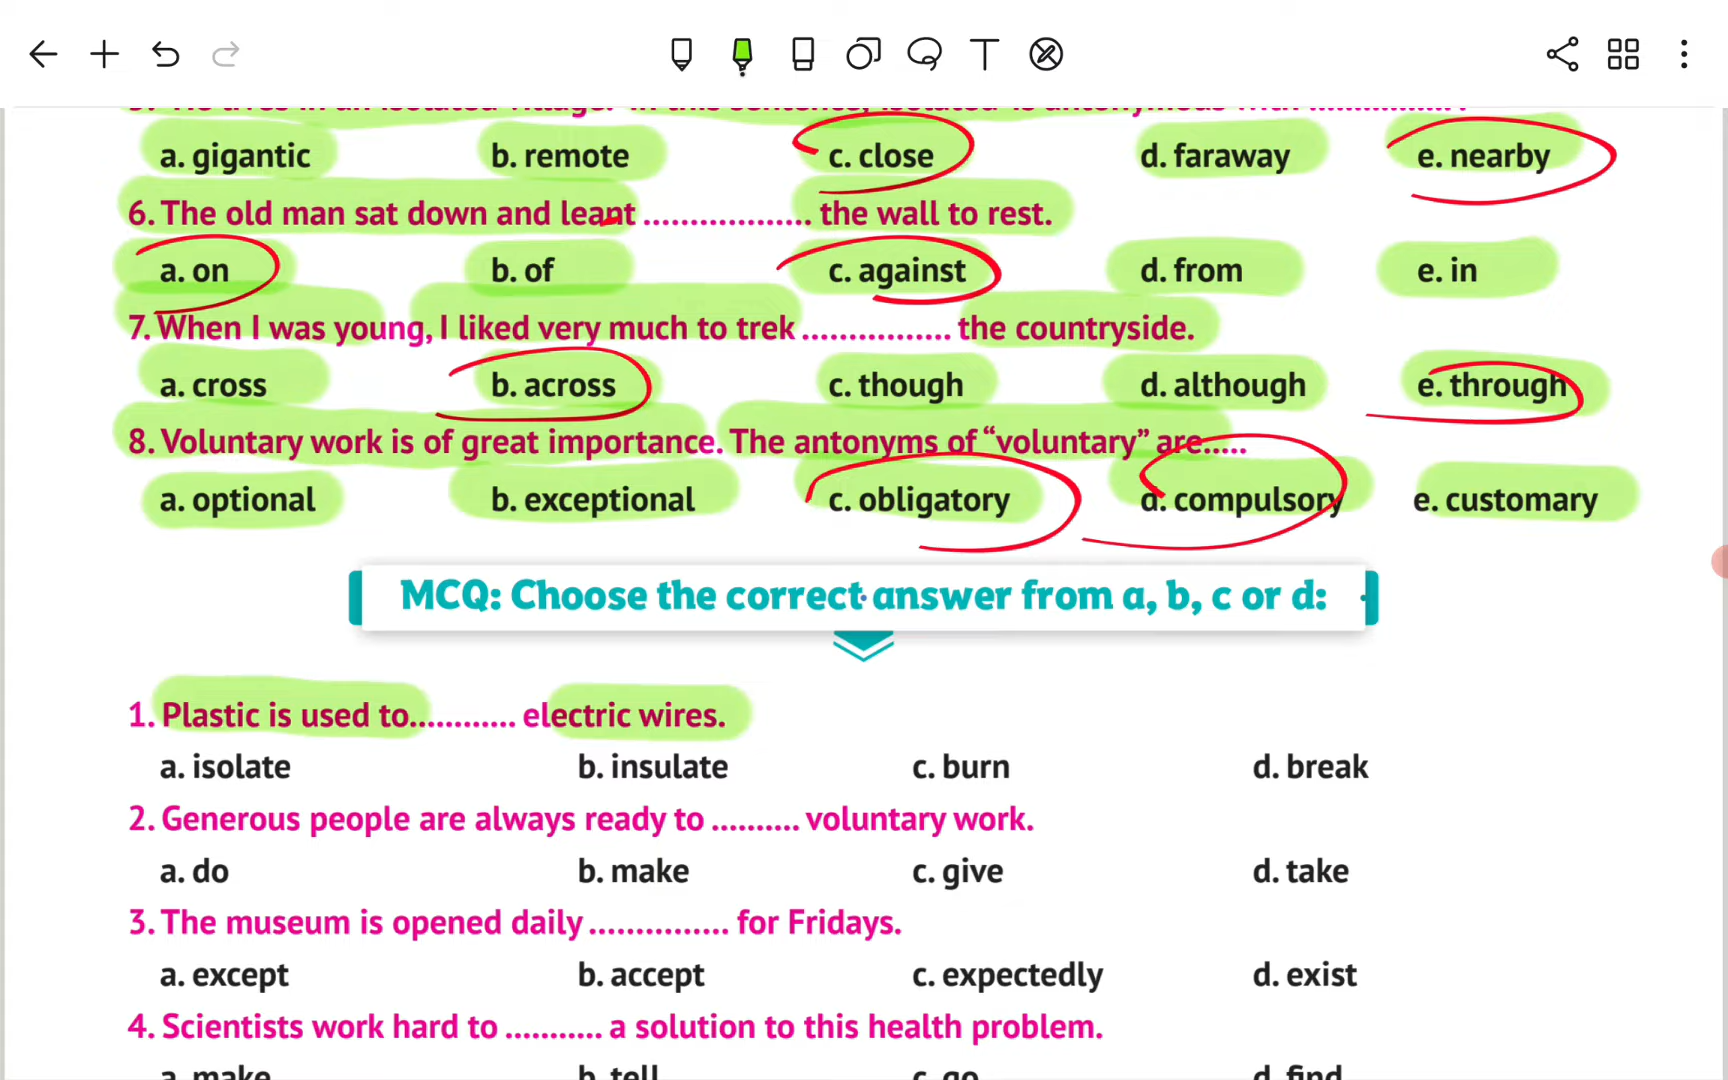 a. gigantic b. remote c. close d. faraway e. nearby
6. The old man sat down and leant .................. the wall to rest.
a. on b. of c. against d. from e. in
7. When I was young, I liked very much to trek ................ the countryside.
a. cross b. across c. though d. although e. through
8. Voluntary work is of great importance. The antonyms of “voluntary” are.....
a. optional b. exceptional c. obligatory d. compulsory e. customary
MCQ: Choose the correct answer from a, b, c or d:
1. Plastic is used to............ electric wires.
a. isolate b. insulate c. burn d. break
2. Generous people are always ready to .......... voluntary work.
a. do b. make c. give d. take
3. The museum is opened daily ............... for Fridays.
a. except b. accept c. expectedly d. exist
4. Scientists work hard to ........... a solution to this health problem.
a. make b. tell c. go d. find